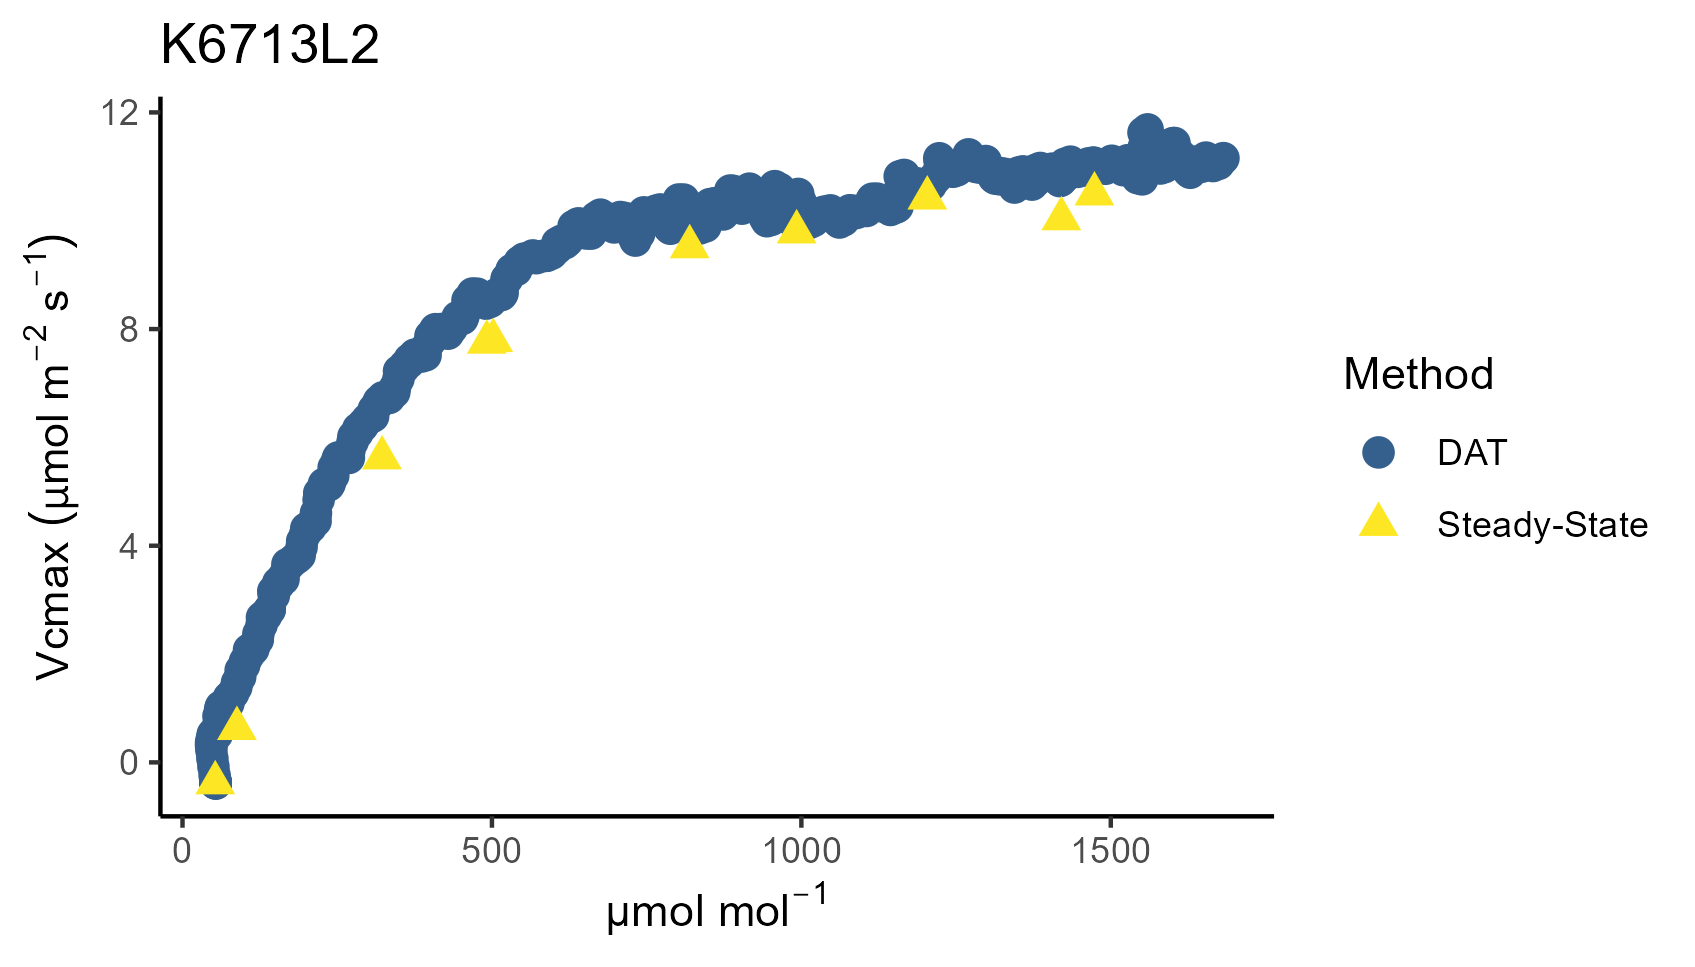 K6713L2
12
8
4
0
Vcmax (µmol m⁻² s⁻¹)
0 500 1000 1500
µmol mol⁻¹
Method
DAT
Steady-State